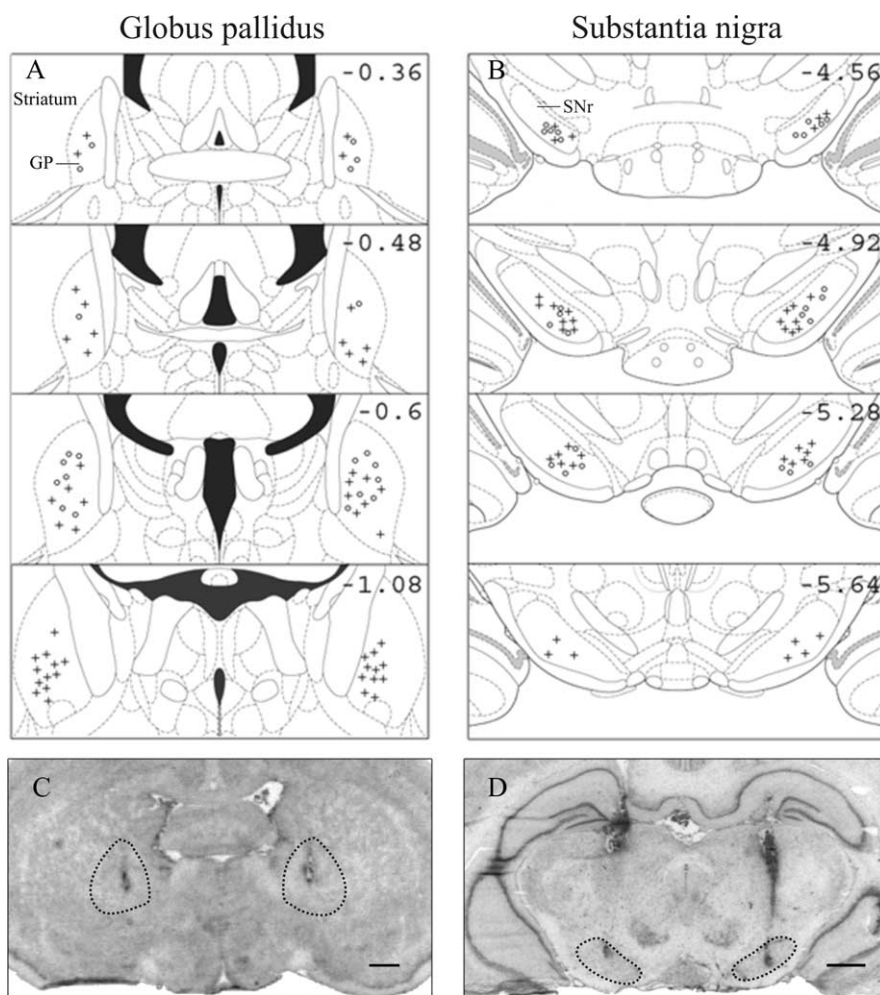 Globus pallidus
Substantia nigra
A
-0.36
Striatum
GP
-0.48
-0.6
-1.08
B
-4.56
SNr
-4.92
-5.28
-5.64
C
D